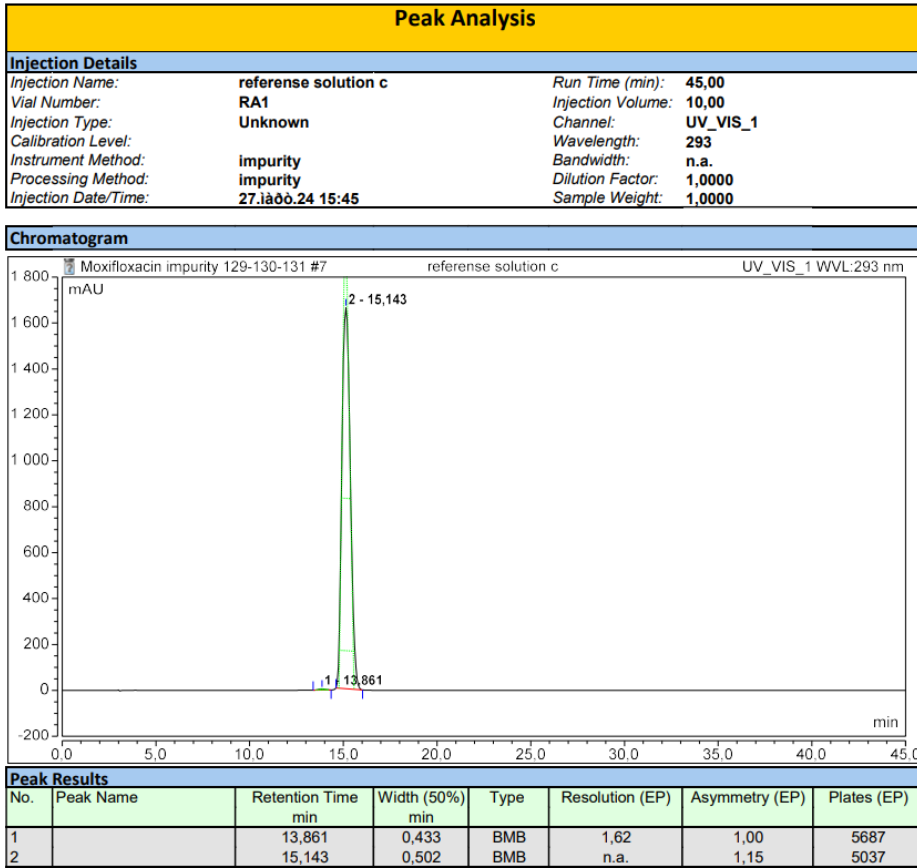 Peak Analysis
Injection Details
Injection Name: referense solution c Run Time (min): 45,00
Vial Number: RA1 Injection Volume: 10,00
Injection Type: Unknown Channel: UV_VIS_1
Calibration Level: Wavelength: 293
Instrument Method: impurity Bandwidth: n.a.
Processing Method: impurity Dilution Factor: 1,0000
Injection Date/Time: 27.ìàðò.24 15:45 Sample Weight: 1,0000
Chromatogram
Moxifloxacin impurity 129-130-131 #7 referense solution c UV_VIS_1 WVL:293 nm
1 800
mAU
2 - 15,143
1 600
1 400
1 200
1 000
800
600
400
200
1 - 13,861
0
min
-200
0,0 5,0 10,0 15,0 20,0 25,0 30,0 35,0 40,0 45,0
Peak Results
No. Peak Name Retention Time Width (50%) Type Resolution (EP) Asymmetry (EP) Plates (EP)
min min
1 13,861 0,433 BMB 1,62 1,00 5687
2 15,143 0,502 BMB n.a. 1,15 5037